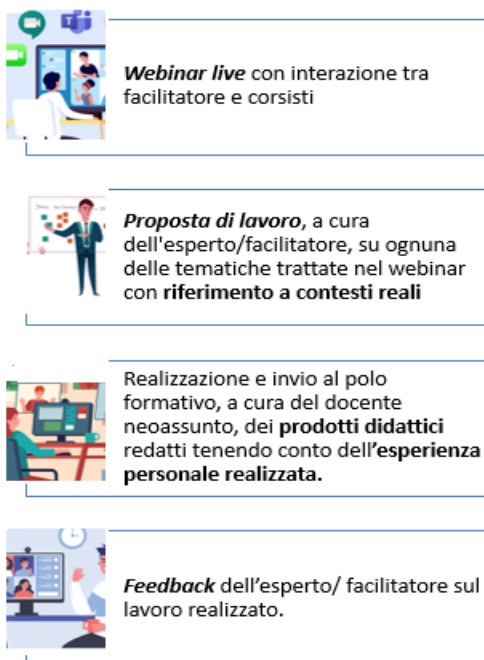 Webinar live con interazione tra
facilitatore e corsisti
Proposta di lavoro, a cura
dell'esperto/facilitatore, su ognuna
delle tematiche trattate nel webinar
con riferimento a contesti reali
Realizzazione e invio al polo
formativo, a cura del docente
neoassunto, dei prodotti didattici
redatti tenendo conto dell’esperienza
personale realizzata.
Feedback dell’esperto/ facilitatore sul
lavoro realizzato.